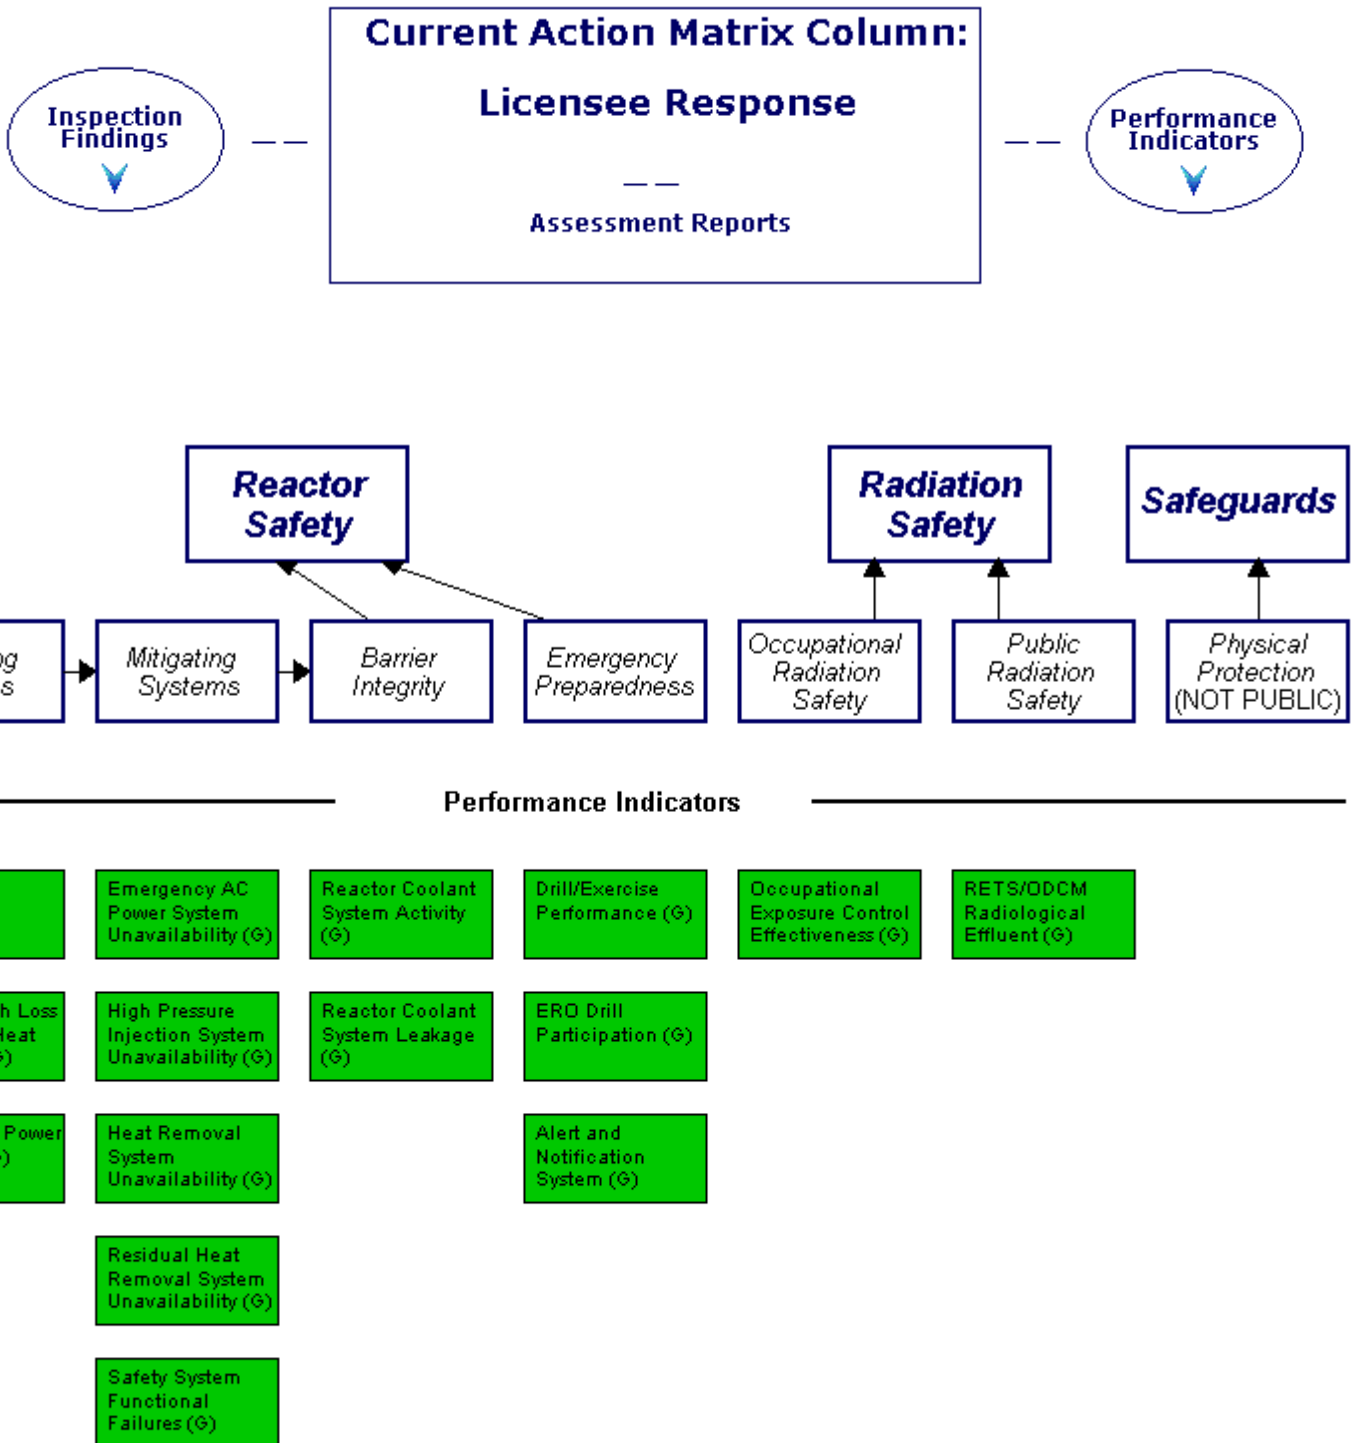 Current Action Matrix Column:
Licensee Response
Assessment Reports
Inspection
Findings
Performance
Indicators
Reactor
Safety
Radiation
Safety
Safeguards
Mitigating
Systems
Barrier
Integrity
Emergency
Preparedness
Occupational
Radiation
Safety
Public
Radiation
Safety
Physical
Protection
(NOT PUBLIC)
Performance Indicators
Emergency AC
Power System
Unavailability (G)
Reactor Coolant
System Activity
(G)
Drill/Exercise
Performance (G)
Occupational
Exposure Control
Effectiveness (G)
RETS/ODCM
Radiological
Effluent (G)
Loss
Heat
High Pressure
Injection System
Unavailability (G)
Reactor Coolant
System Leakage
(G)
ERO Drill
Participation (G)
Power
Heat Removal
System
Unavailability (G)
Alert and
Notification
System (G)
Residual Heat
Removal System
Unavailability (G)
Safety System
Functional
Failures (G)